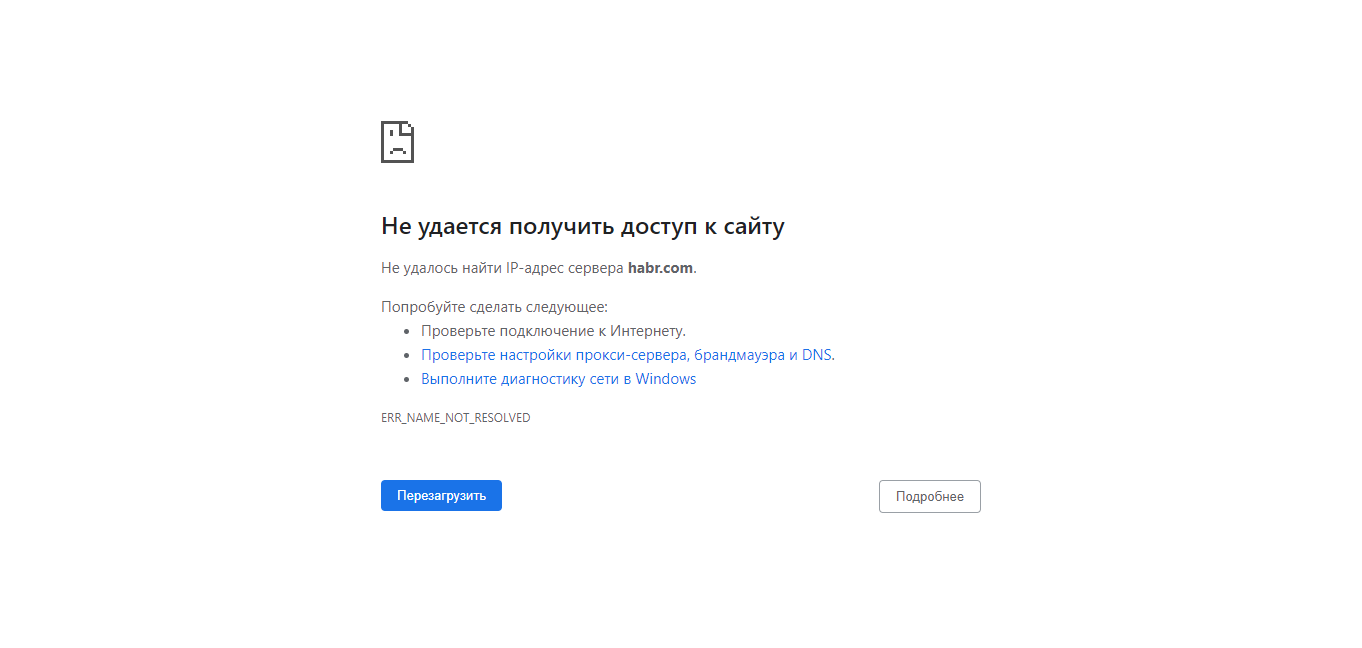 Не удается получить доступ к сайту
Не удалось найти IP-адрес сервера habr.com.
Попробуйте сделать следующее:
• Проверьте подключение к Интернету.
• Проверьте настройки прокси-сервера, брандмауэра и DNS.
• Выполните диагностику сети в Windows
ERR_NAME_NOT_RESOLVED
Перезагрузить
Подробнее